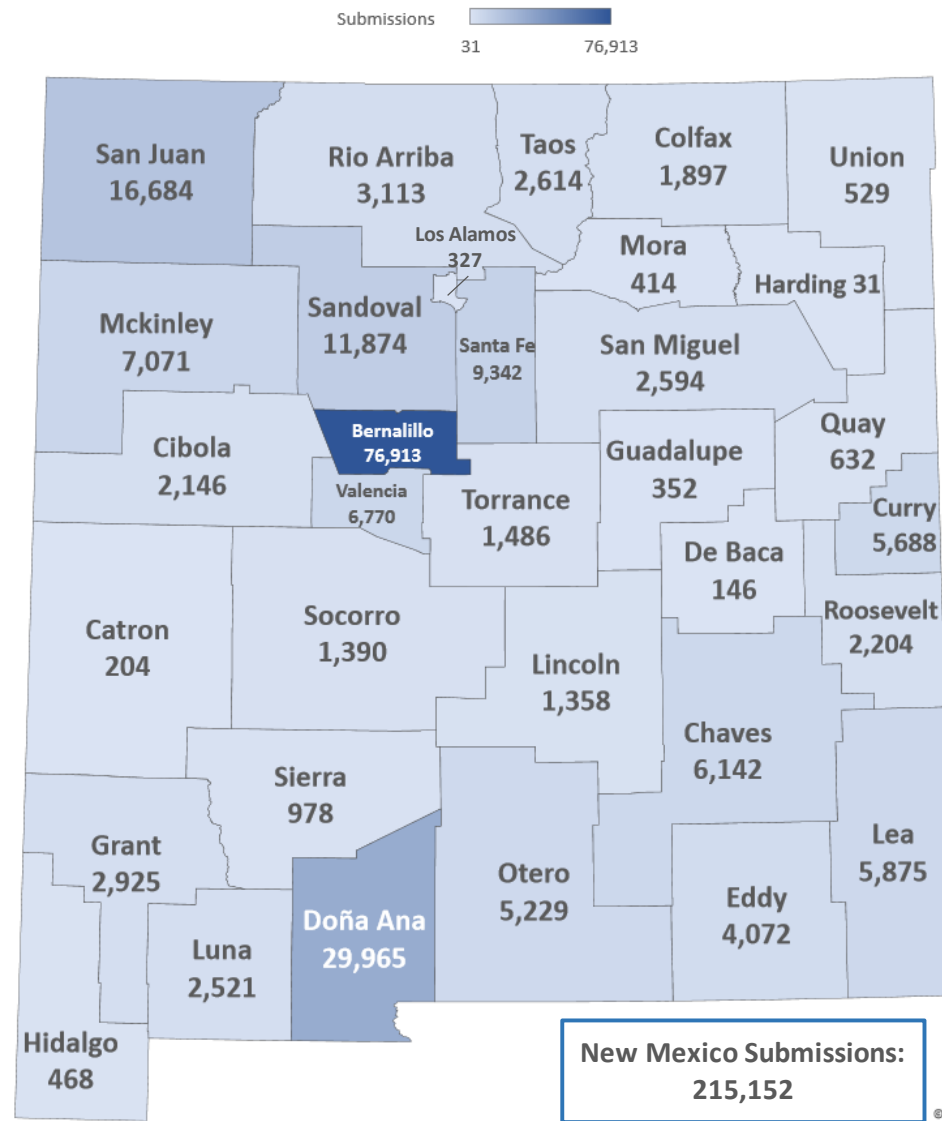 Submissions
31 76,913
San Juan
16,684
Rio Arriba
3,113
Taos
2,614
Colfax
1,897
Union
529
Los Alamos
327
Mora
414
Harding 31
Mckinley
7,071
Sandoval
11,874
Santa Fe
9,342
San Miguel
2,594
Bernalillo
76,913
Cibola
2,146
Valencia
6,770
Torrance
1,486
Guadalupe
352
Quay
632
Curry
5,688
De Baca
146
Roosevelt
2,204
Catron
204
Socorro
1,390
Lincoln
1,358
Chaves
6,142
Sierra
978
Grant
2,925
Luna
2,521
Doña Ana
29,965
Otero
5,229
Eddy
4,072
Lea
5,875
Hidalgo
468
New Mexico Submissions:
215,152
©